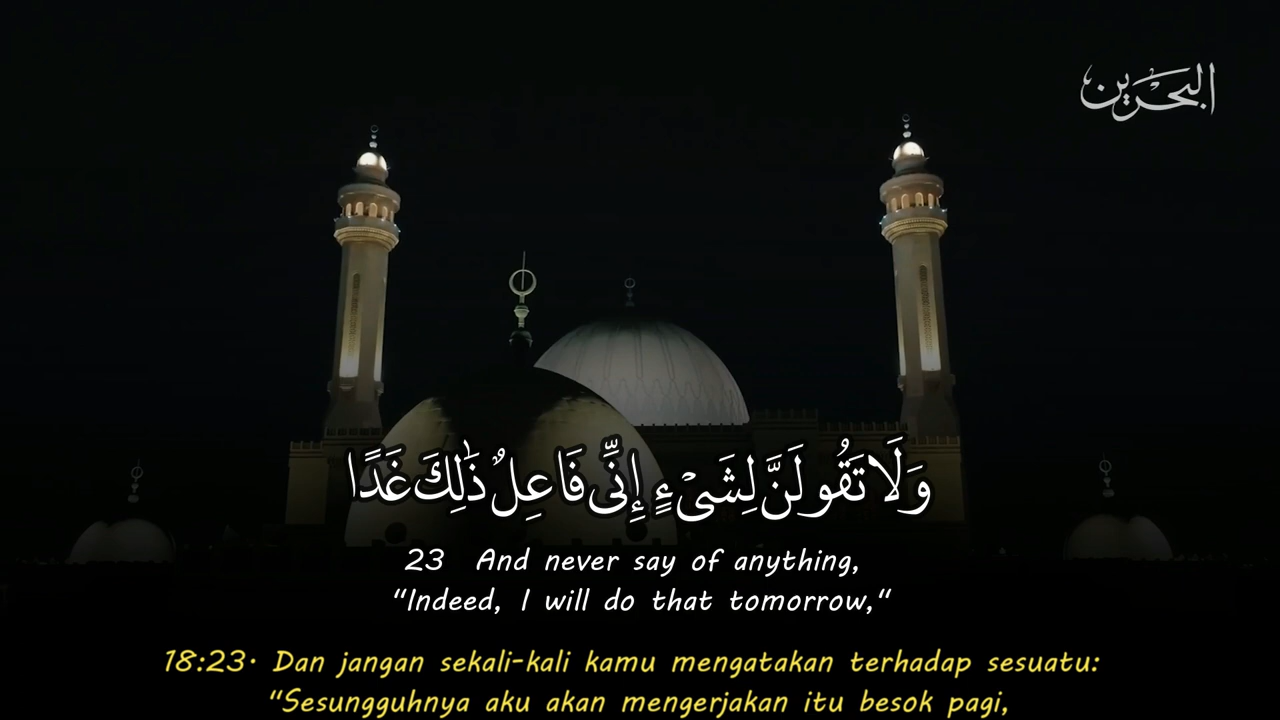 البحرين
وَلَا تَقُولَنَّ لِشَىۡءٍ إِنِّى فَاعِلٌ ذَٰلِكَ غَدًا
23 And never say of anything,
“Indeed, I will do that tomorrow,“
18:23· Dan jangan sekali-kali kamu mengatakan terhadap sesuatu:
“Sesungguhnya aku akan mengerjakan itu besok pagi,